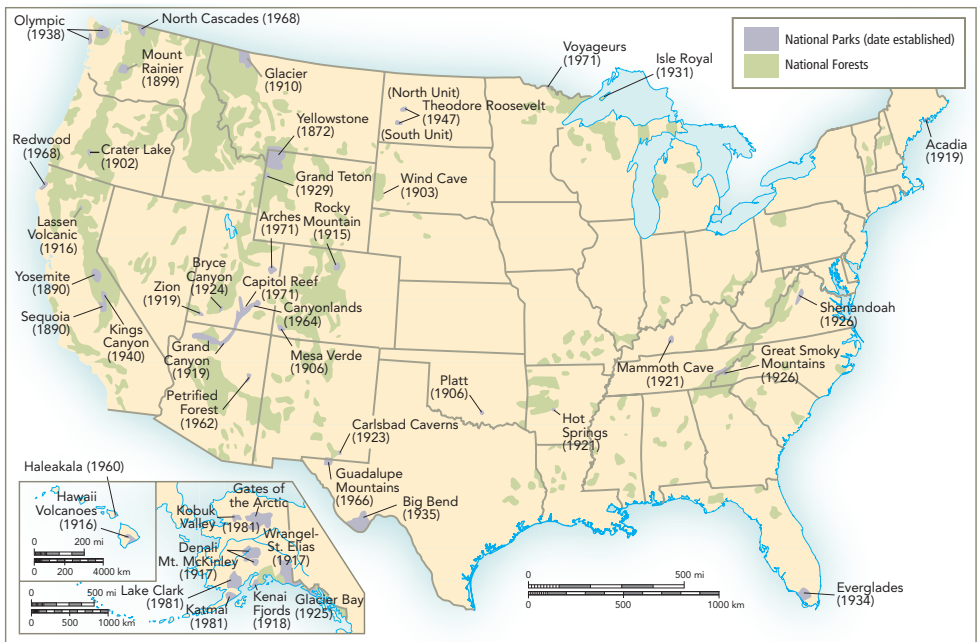 Olympic
(1938)
North Cascades (1968)
Mount
Rainier
1899)
Glacier
(1910)
(North Unit)
Theodore Roosevelt
(1947)
(South Unit)
Voyageurs
(1971)
Isle Royal
(1931)
National Parks (date established)
National Forests
Redwood
(1968)
Crater Lake
(1902)
Yellowstone
(1872)
Grand Teton
(1929)
Wind Cave
(1903)
Acadia
(1919)
Lassen
Volcanic
(1916)
Arches
(1971)
Rocky
Mountain
(1915)
Yosemite
(1890)
Bryce
Canyon
(1924)
Capitol Reef
(1971)
Zion
(1919)
Canyonlands
(1964)
Sequoia
(1890)
Kings
Canyon
(1940)
Grand
Canyon
(1919)
Mesa Verde
(1906)
Shenandoah
(1926)
Mammoth Cave
(1921)
Great Smoky
Mountains
(1926)
Petrified
Forest
(1962)
Platt
(1906)
Hot
Springs
(1921)
Carlsbad Caverns
(1923)
Guadalupe
Mountains
(1966)
Big Bend
(1935)
Haleakala (1960)
Hawaii
Volcanoes
(1916)
0 200 mi
0 200 4000 km
Gates of
the Arctic
(1981)
Kobuk
Valley
Wrangel-
St. Elias
(1917)
Denali
Mt. McKinley
(1917)
Lake Clark
(1981)
Katmai
(1981)
Kenai
Fjords
(1918)
Glacier Bay
(1925)
0 500 mi
0 500 1000 km
0 500 mi
0 500 1000 km
Everglades
(1934)